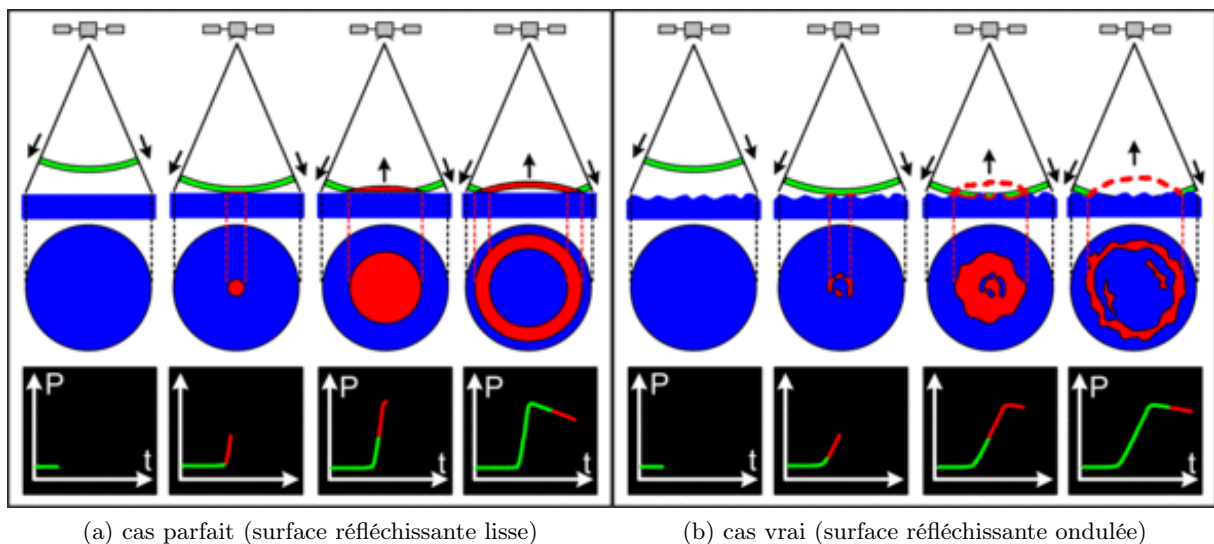 P
t
P
t
P
t
P
t
(a) cas parfait (surface réfléchissante lisse)
(b) cas vrai (surface réfléchissante ondulée)